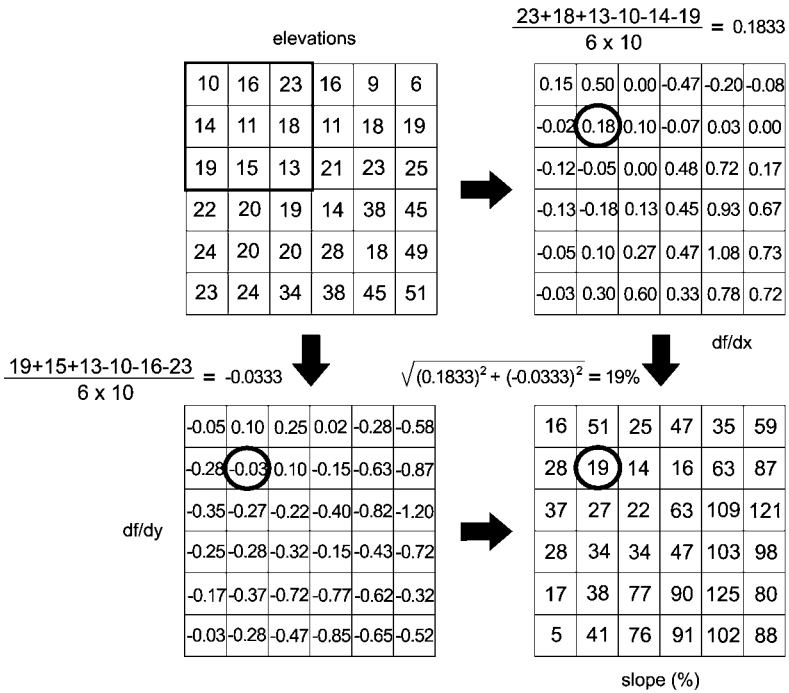 23+18+13-10-14-19
6 x 10
= 0.1833
elevations
10 16 23 16 9 6
14 11 18 11 18 19
19 15 13 21 23 25
22 20 19 14 38 45
24 20 20 28 18 49
23 24 34 38 45 51
0.15 0.50 0.00 -0.47 -0.20 -0.08
-0.02 0.18 0.10 -0.07 0.03 0.00
-0.12 -0.05 0.00 0.48 0.72 0.17
-0.13 -0.18 0.13 0.45 0.93 0.67
-0.05 0.10 0.27 0.47 1.08 0.73
-0.03 0.30 0.60 0.33 0.78 0.72
df/dx
19+15+13-10-16-23
6 x 10
= -0.0333
√(0.1833)² + (-0.0333)² = 19%
-0.05 0.10 0.25 0.02 -0.28 -0.58
-0.28 -0.03 0.10 -0.15 -0.63 -0.87
-0.35 -0.27 -0.22 -0.40 -0.82 -1.20
-0.25 -0.28 -0.32 -0.15 -0.43 -0.72
-0.17 -0.37 -0.72 -0.77 -0.62 -0.32
-0.03 -0.28 -0.47 -0.85 -0.65 -0.52
df/dy
16 51 25 47 35 59
28 19 14 16 63 87
37 27 22 63 109 121
28 34 34 47 103 98
17 38 77 90 125 80
5 41 76 91 102 88
slope (%)